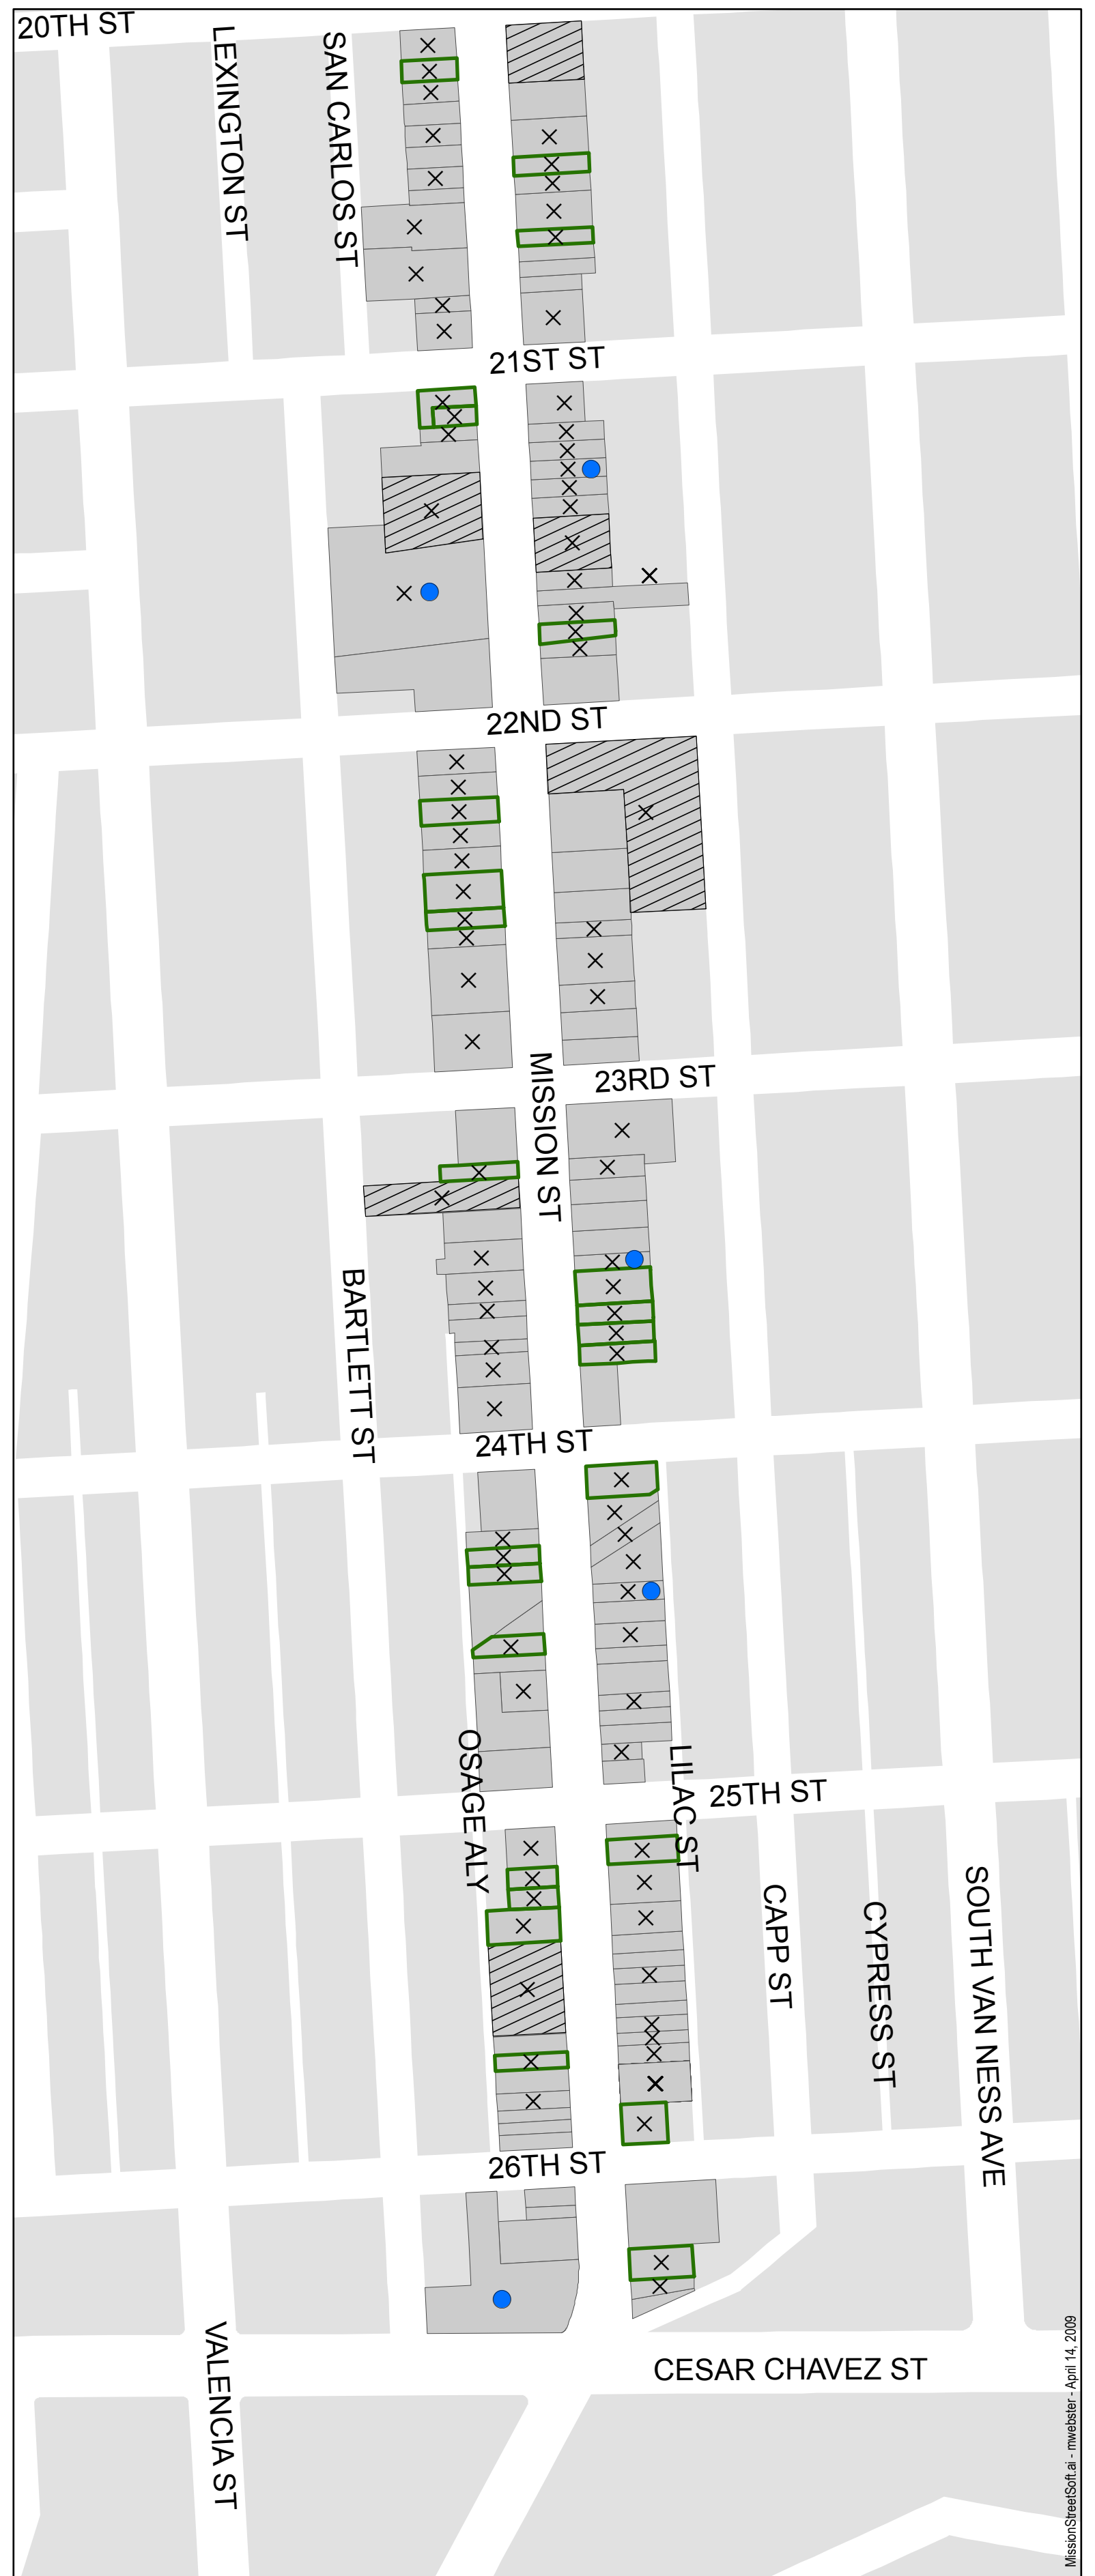 20TH ST
LEXINGTON ST
SAN CARLOS ST
21ST ST
22ND ST
MISSION ST
23RD ST
BARTLETT ST
24TH ST
OSAGE ALY
LILAC ST
25TH ST
CAPP ST
CYPRESS ST
SOUTH VAN NESS AVE
26TH ST
VALENCIA ST
CESAR CHAVEZ ST
MissionStreetSoft.ai - mwebster - April 14, 2009